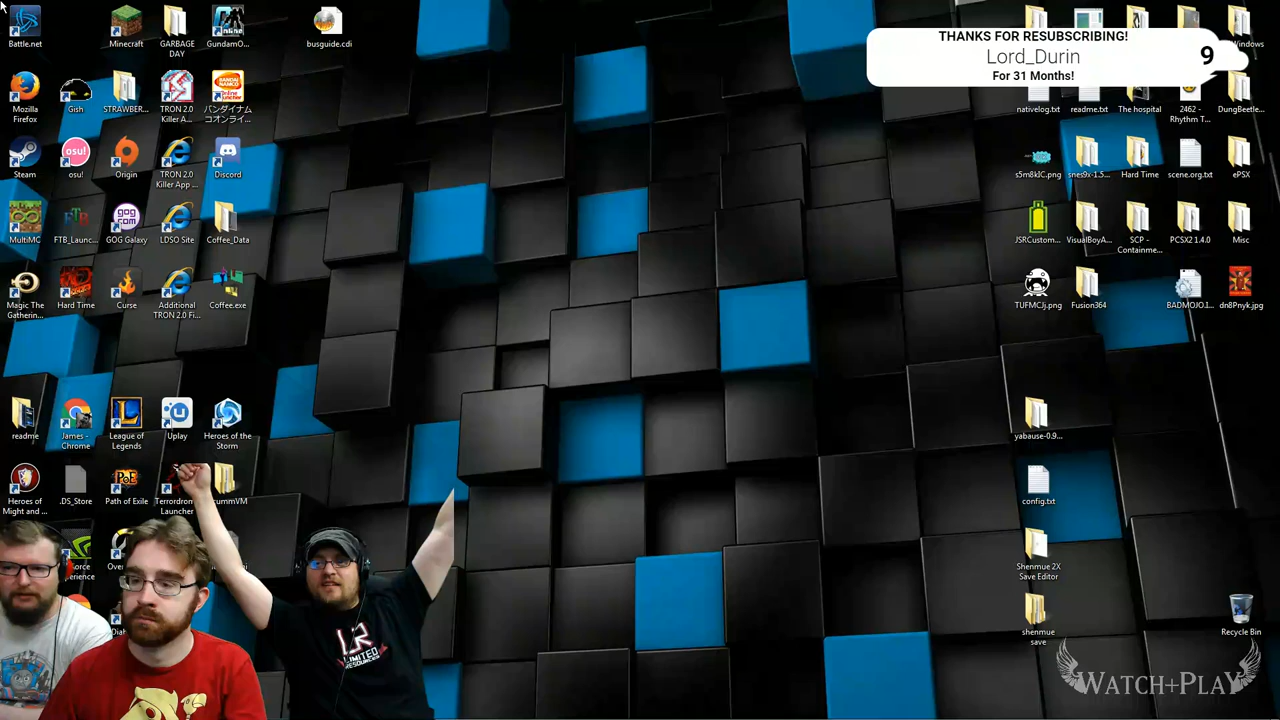 Battle.net
Minecraft
GARBAGE
DAY
GundamO...
busguide.cdi
THANKS FOR RESUBSCRIBING!
Lord_Durin
For 31 Months!
9
Windows
Mozilla
Firefox
Gish
STRAWBER...
TRON 2.0
Killer A...
バンダイナム
コオンライ...
nativelog.txt
readme.txt
The hospital
2462 -
Rhythm T...
DungBeetle...
Steam
osu!
Origin
TRON 2.0
Killer App ...
Discord
s5m8kIC.png
snes9x-1.5...
Hard Time
scene.org.txt
ePSX
MultiMC
FTB_Launc...
GOG Galaxy
LDSO Site
Coffee_Data
JSRCustom...
VisualBoyA...
SCP -
Containme...
PCSX2 1.4.0
Misc
Magic The
Gatherin...
Hard Time
Curse
Additional
TRON 2.0 Fi...
Coffee.exe
TUFMCJj.png
Fusion364
BADMOJO.I...
dn8Pnyk.jpg
readme
James -
Chrome
League of
Legends
Uplay
Heroes of the
Storm
yabause-0.9...
Heroes of
Might and ...
.DS_Store
Path of Exile
Terrordrom
Launcher
config.txt
Shenmue 2X
Save Editor
shenmue
save
Recycle Bin
LIMITED
RESOURCES
WATCH+PLAY